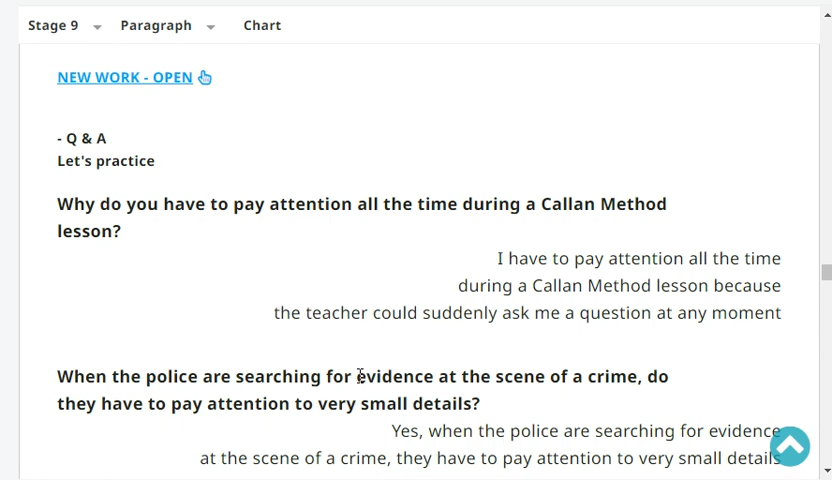 Stage 9 Paragraph Chart
NEW WORK - OPEN
- Q & A
Let's practice
Why do you have to pay attention all the time during a Callan Method
lesson?
I have to pay attention all the time
during a Callan Method lesson because
the teacher could suddenly ask me a question at any moment
When the police are searching for evidence at the scene of a crime, do
they have to pay attention to very small details?
Yes, when the police are searching for evidence
at the scene of a crime, they have to pay attention to very small details